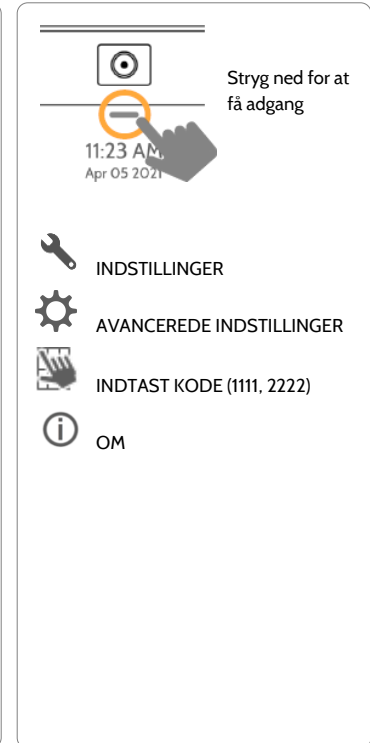 Stryg ned for at
få adgang
11:23 AM
Apr 05 2021
INDSTILLINGER
AVANCEREDE INDSTILLINGER
INDTAST KODE (1111, 2222)
OM